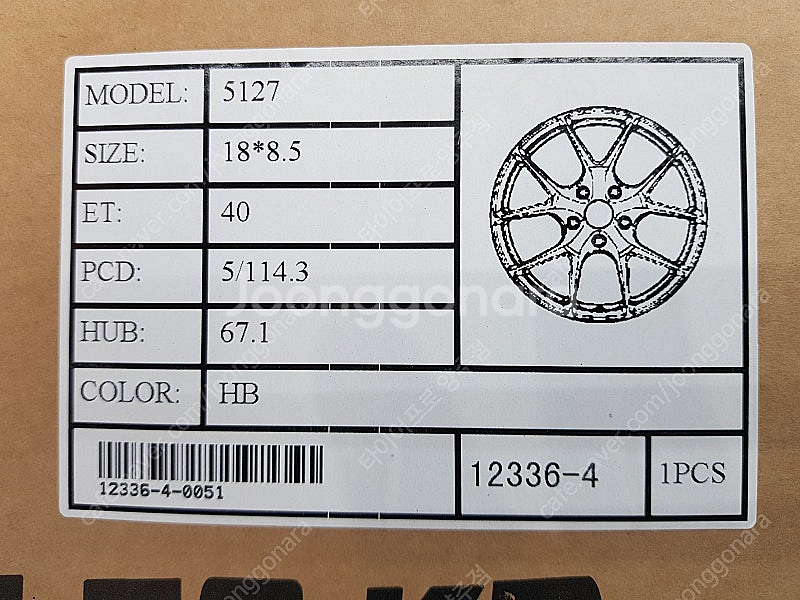 MODEL: 5127
SIZE: 18*8.5
ET: 40
PCD: 5/114.3
HUB: 67.1
COLOR: HB
12336-4-0051
12336-4
1PCS
Joonggonara